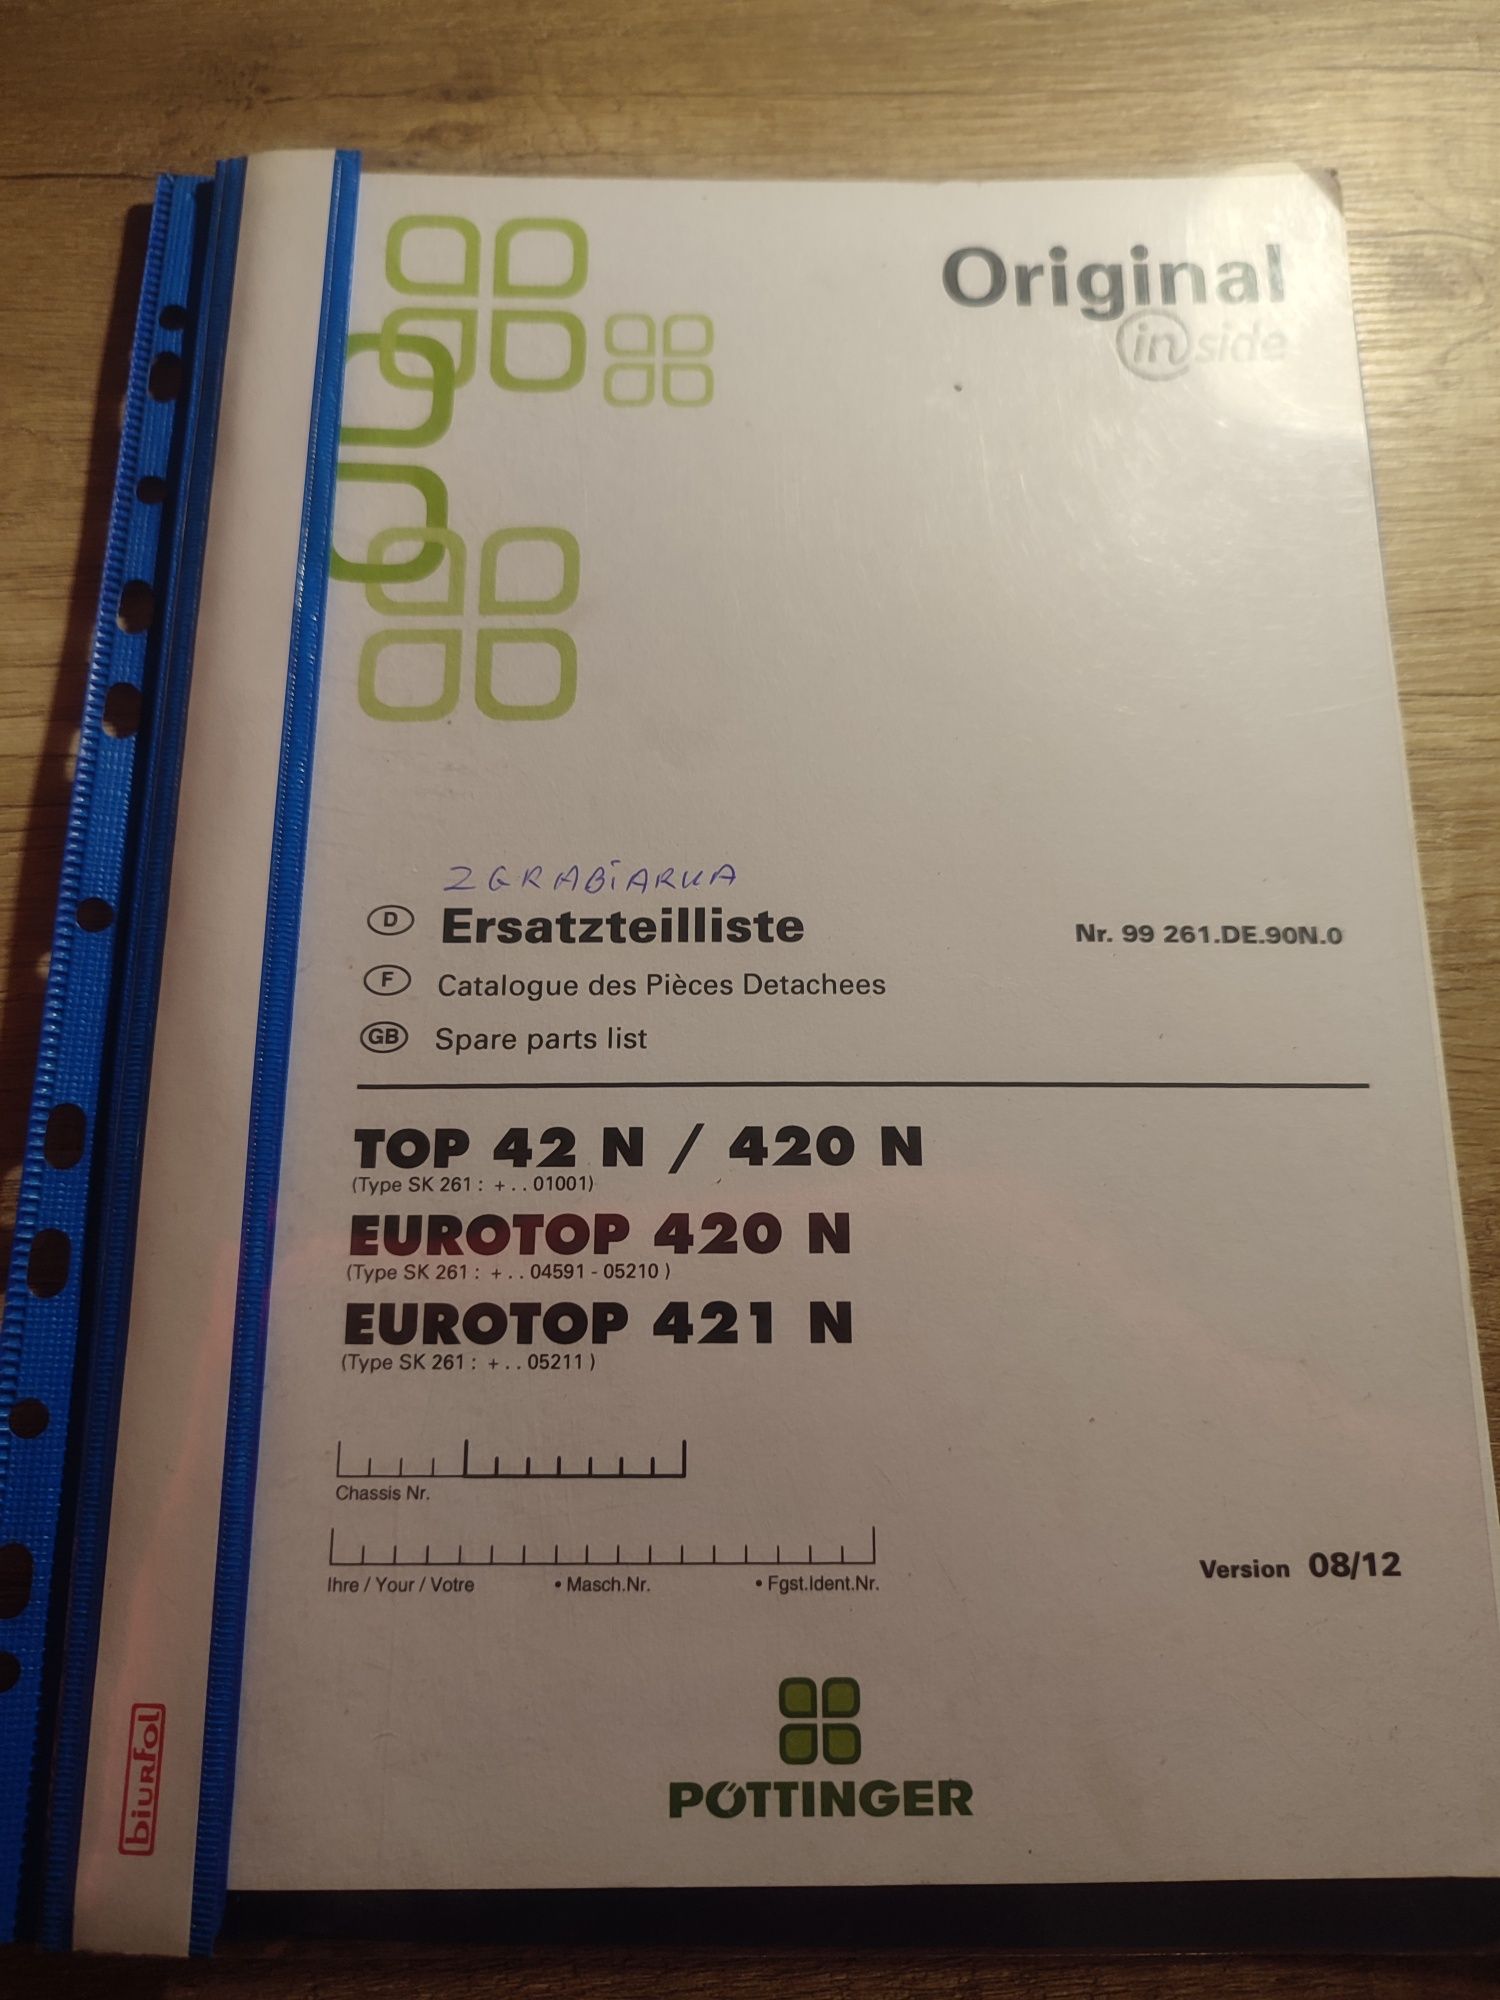 Original
inside
ZGRABIARKA
D Ersatzteilliste Nr. 99 261.DE.90N.0
F Catalogue des Pièces Detachees
GB Spare parts list
TOP 42 N / 420 N
(Type SK 261 : + . . 01001)
EUROTOP 420 N
(Type SK 261 : + . . 04591 - 05210 )
EUROTOP 421 N
(Type SK 261 : + . . 05211 )
Chassis Nr.
Ihre / Your / Votre • Masch.Nr. • Fgst.Ident.Nr.
Version 08/12
PÖTTINGER
biurfol